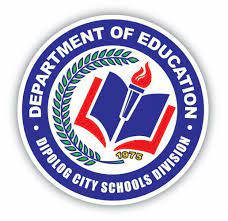 DEPARTMENT OF EDUCATION
1975
• DIPOLOG CITY SCHOOLS DIVISION •